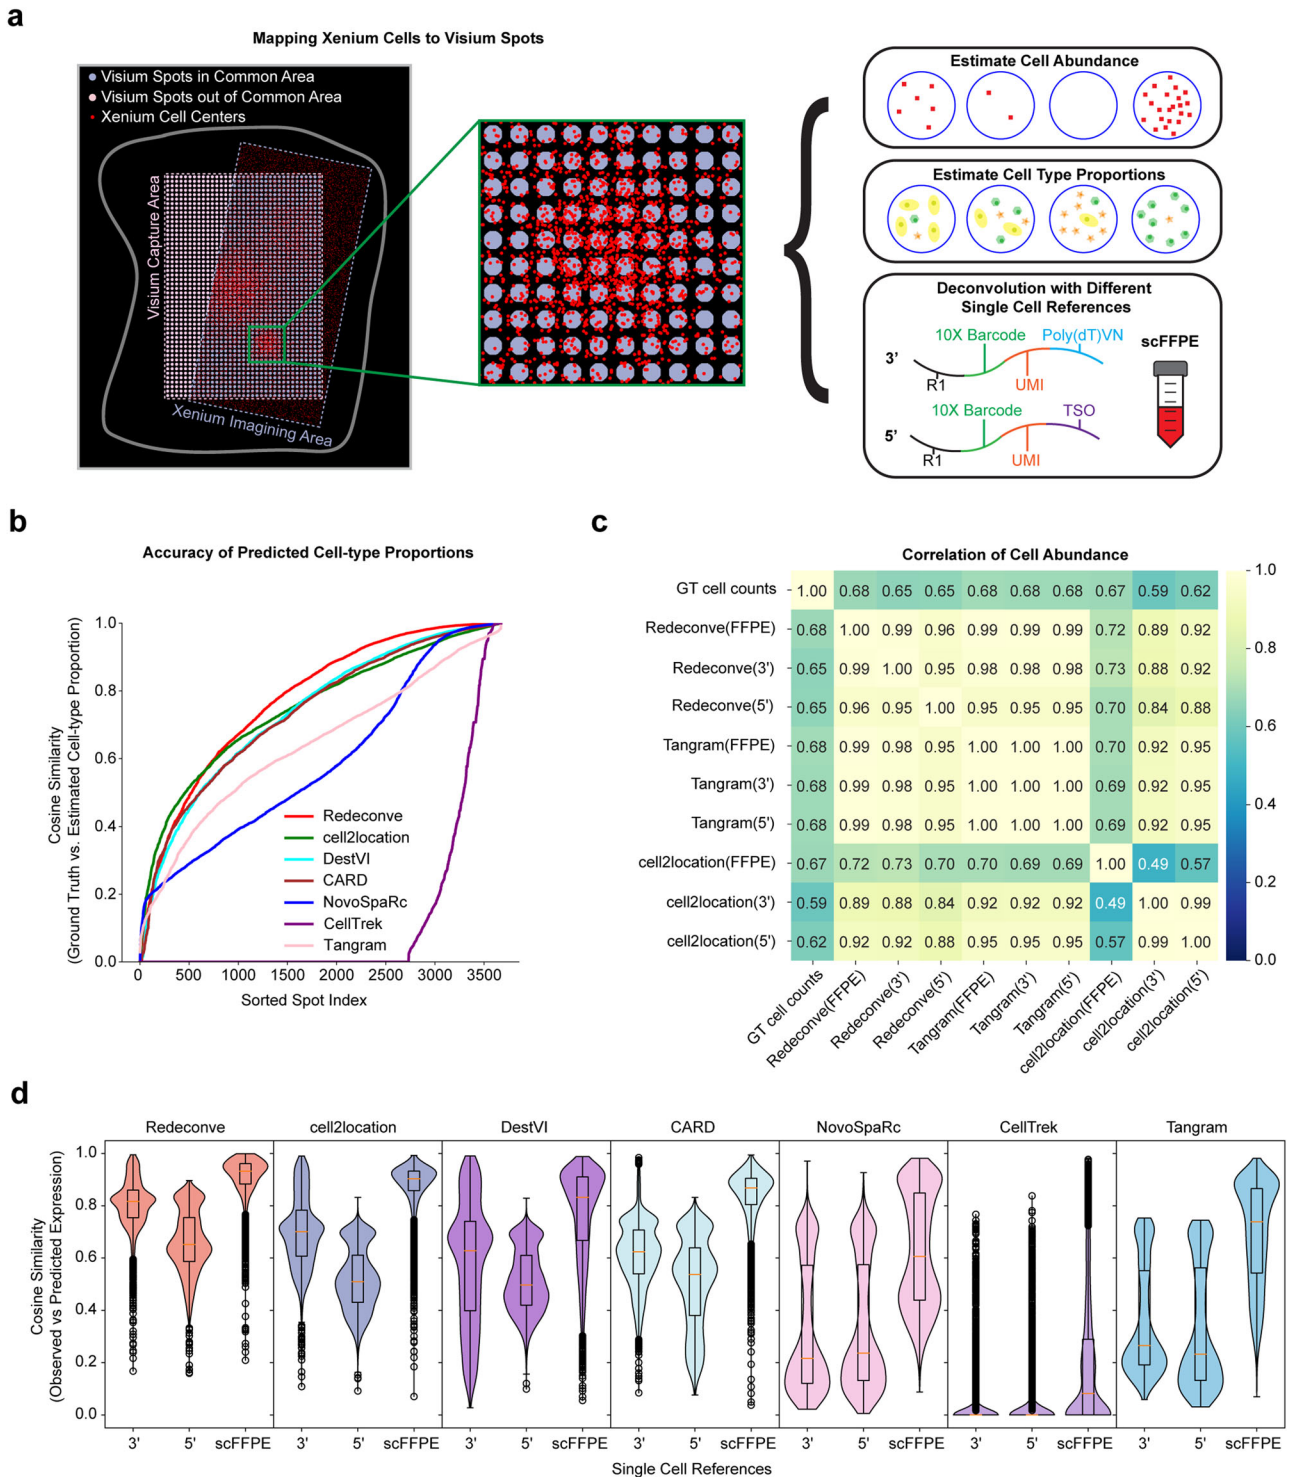 a
Mapping Xenium Cells to Visium Spots
Visium Spots in Common Area
Visium Spots out of Common Area
Xenium Cell Centers
Visium Capture Area
Xenium Imagining Area
Estimate Cell Abundance
Estimate Cell Type Proportions
Deconvolution with Different
Single Cell References
10X Barcode Poly(dT)VN
3’
R1 UMI
10X Barcode TSO
5’
R1 UMI
scFFPE
b
Accuracy of Predicted Cell-type Proportions
Cosine Similarity
(Ground Truth vs. Estimated Cell-type Proportion)
1.0
0.8
0.6
0.4
0.2
0.0
Redeconve
cell2location
DestVI
CARD
NovoSpaRc
CellTrek
Tangram
0 500 1000 1500 2000 2500 3000 3500
Sorted Spot Index
c
Correlation of Cell Abundance
GT cell counts 1.00 0.68 0.65 0.65 0.68 0.68 0.68 0.67 0.59 0.62
Redeconve(FFPE) 0.68 1.00 0.99 0.96 0.99 0.99 0.99 0.72 0.89 0.92
Redeconve(3') 0.65 0.99 1.00 0.95 0.98 0.98 0.98 0.73 0.88 0.92
Redeconve(5') 0.65 0.96 0.95 1.00 0.95 0.95 0.95 0.70 0.84 0.88
Tangram(FFPE) 0.68 0.99 0.98 0.95 1.00 1.00 1.00 0.70 0.92 0.95
Tangram(3') 0.68 0.99 0.98 0.95 1.00 1.00 1.00 0.69 0.92 0.95
Tangram(5') 0.68 0.99 0.98 0.95 1.00 1.00 1.00 0.69 0.92 0.95
cell2location(FFPE) 0.67 0.72 0.73 0.70 0.70 0.69 0.69 1.00 0.49 0.57
cell2location(3') 0.59 0.89 0.88 0.84 0.92 0.92 0.92 0.49 1.00 0.99
cell2location(5') 0.62 0.92 0.92 0.88 0.95 0.95 0.95 0.57 0.99 1.00
GT cell counts
Redeconve(FFPE)
Redeconve(3')
Redeconve(5')
Tangram(FFPE)
Tangram(3')
Tangram(5')
cell2location(FFPE)
cell2location(3')
cell2location(5')
1.0
0.8
0.6
0.4
0.2
0.0
d
Redeconve cell2location DestVI CARD NovoSpaRc CellTrek Tangram
Cosine Similarity
(Observed vs Predicted Expression)
1.0
0.8
0.6
0.4
0.2
0.0
3' 5' scFFPE 3' 5' scFFPE 3' 5' scFFPE 3' 5' scFFPE 3' 5' scFFPE 3' 5' scFFPE 3' 5' scFFPE
Single Cell References